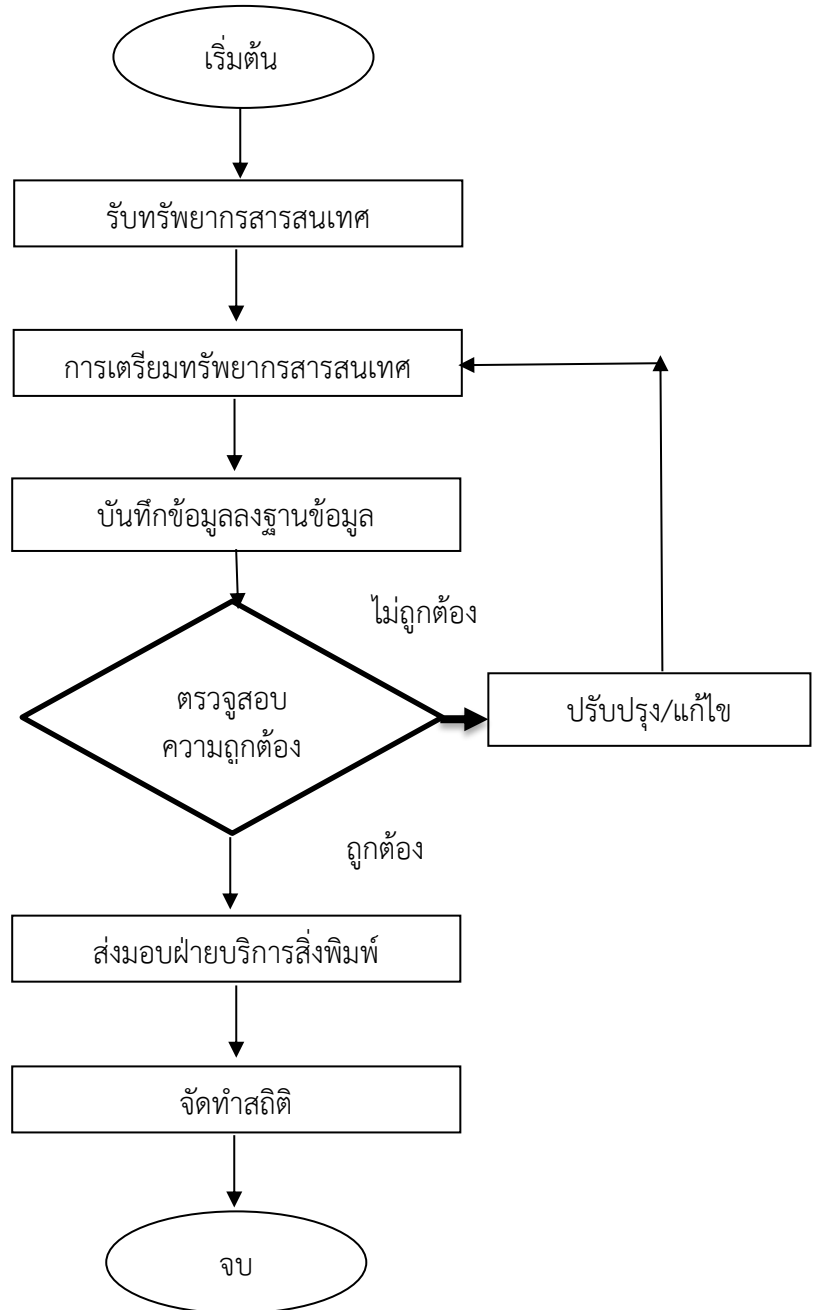 เริ่มต้น
รับทรัพยากรสารสนเทศ
การเตรียมทรัพยากรสารสนเทศ
บันทึกข้อมูลลงฐานข้อมูล
ไม่ถูกต้อง
ตรวจูสอบ
ความถูกต้อง
ปรับปรุง/แก้ไข
ถูกต้อง
ส่งมอบฝ่ายบริการสิ่งพิมพ์
จัดทำสถิติ
จบ